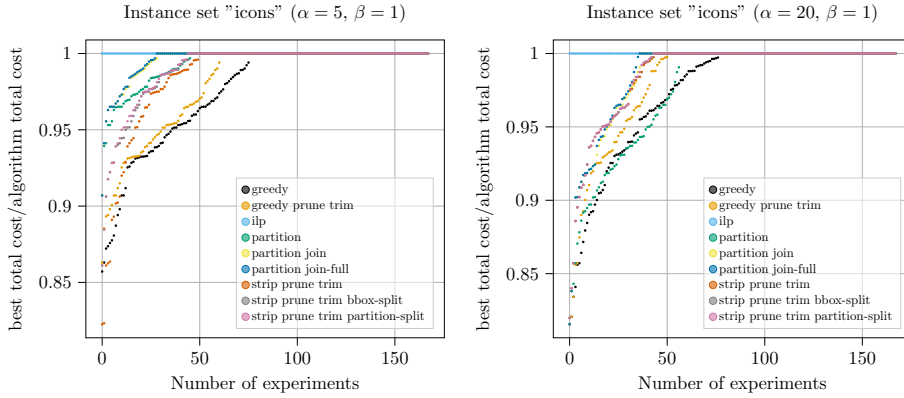 Instance set "icons" (α = 5, β = 1)
best total cost/algorithm total cost
1
0.95
0.9
0.85
0
50
100
150
Number of experiments
greedy
greedy prune trim
ilp
partition
partition join
partition join-full
strip prune trim
strip prune trim bbox-split
strip prune trim partition-split
Instance set "icons" (α = 20, β = 1)
best total cost/algorithm total cost
1
0.95
0.9
0.85
0
50
100
150
Number of experiments
greedy
greedy prune trim
ilp
partition
partition join
partition join-full
strip prune trim
strip prune trim bbox-split
strip prune trim partition-split